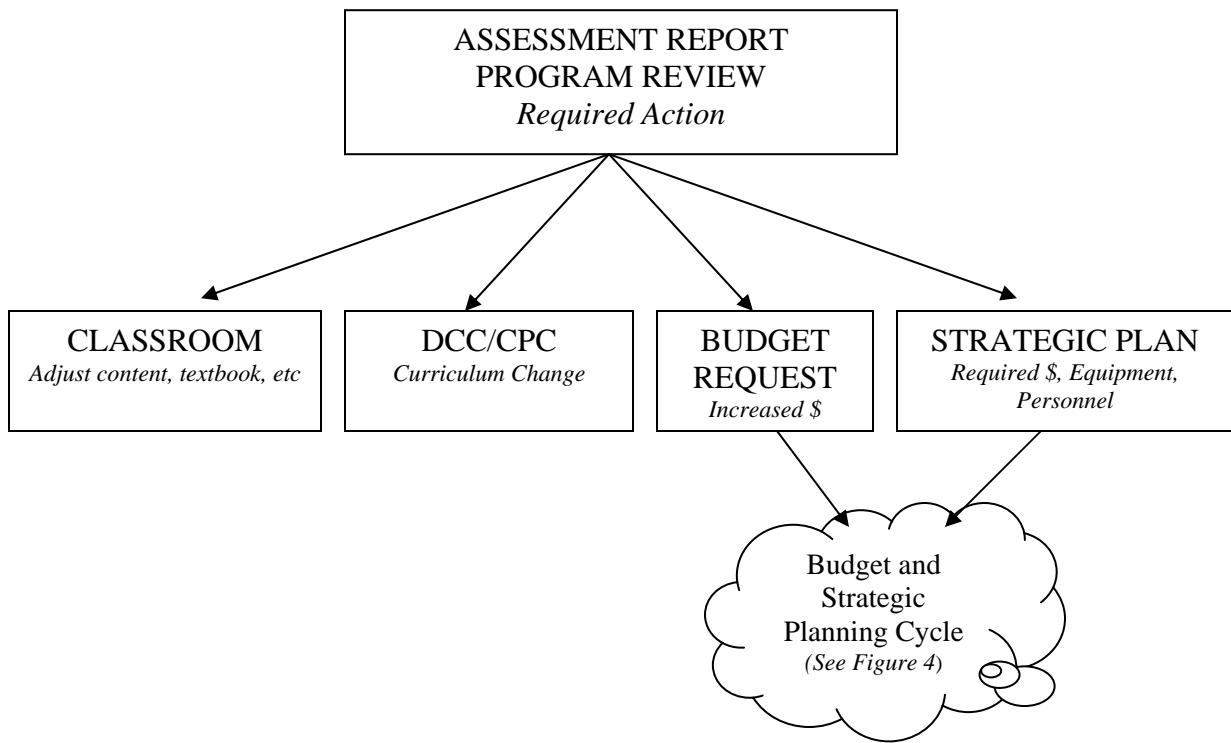 ASSESSMENT REPORT
PROGRAM REVIEW
Required Action
CLASSROOM
Adjust content, textbook, etc
DCC/CPC
Curriculum Change
BUDGET
REQUEST
Increased $
STRATEGIC PLAN
Required $, Equipment,
Personnel
Budget and
Strategic
Planning Cycle
(See Figure 4)